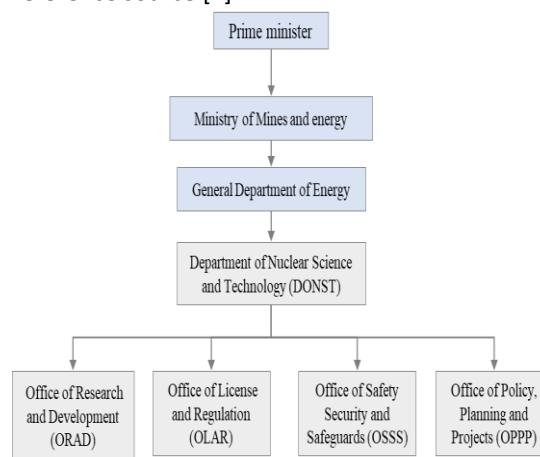 Prime minister
Ministry of Mines and energy
General Department of Energy
Department of Nuclear Science
and Technology (DONST)
Office of Research
and Development
(ORAD)
Office of License
and Regulation
(OLAR)
Office of Safety
Security and
Safeguards (OSSS)
Office of Policy,
Planning and
Projects (OPPP)